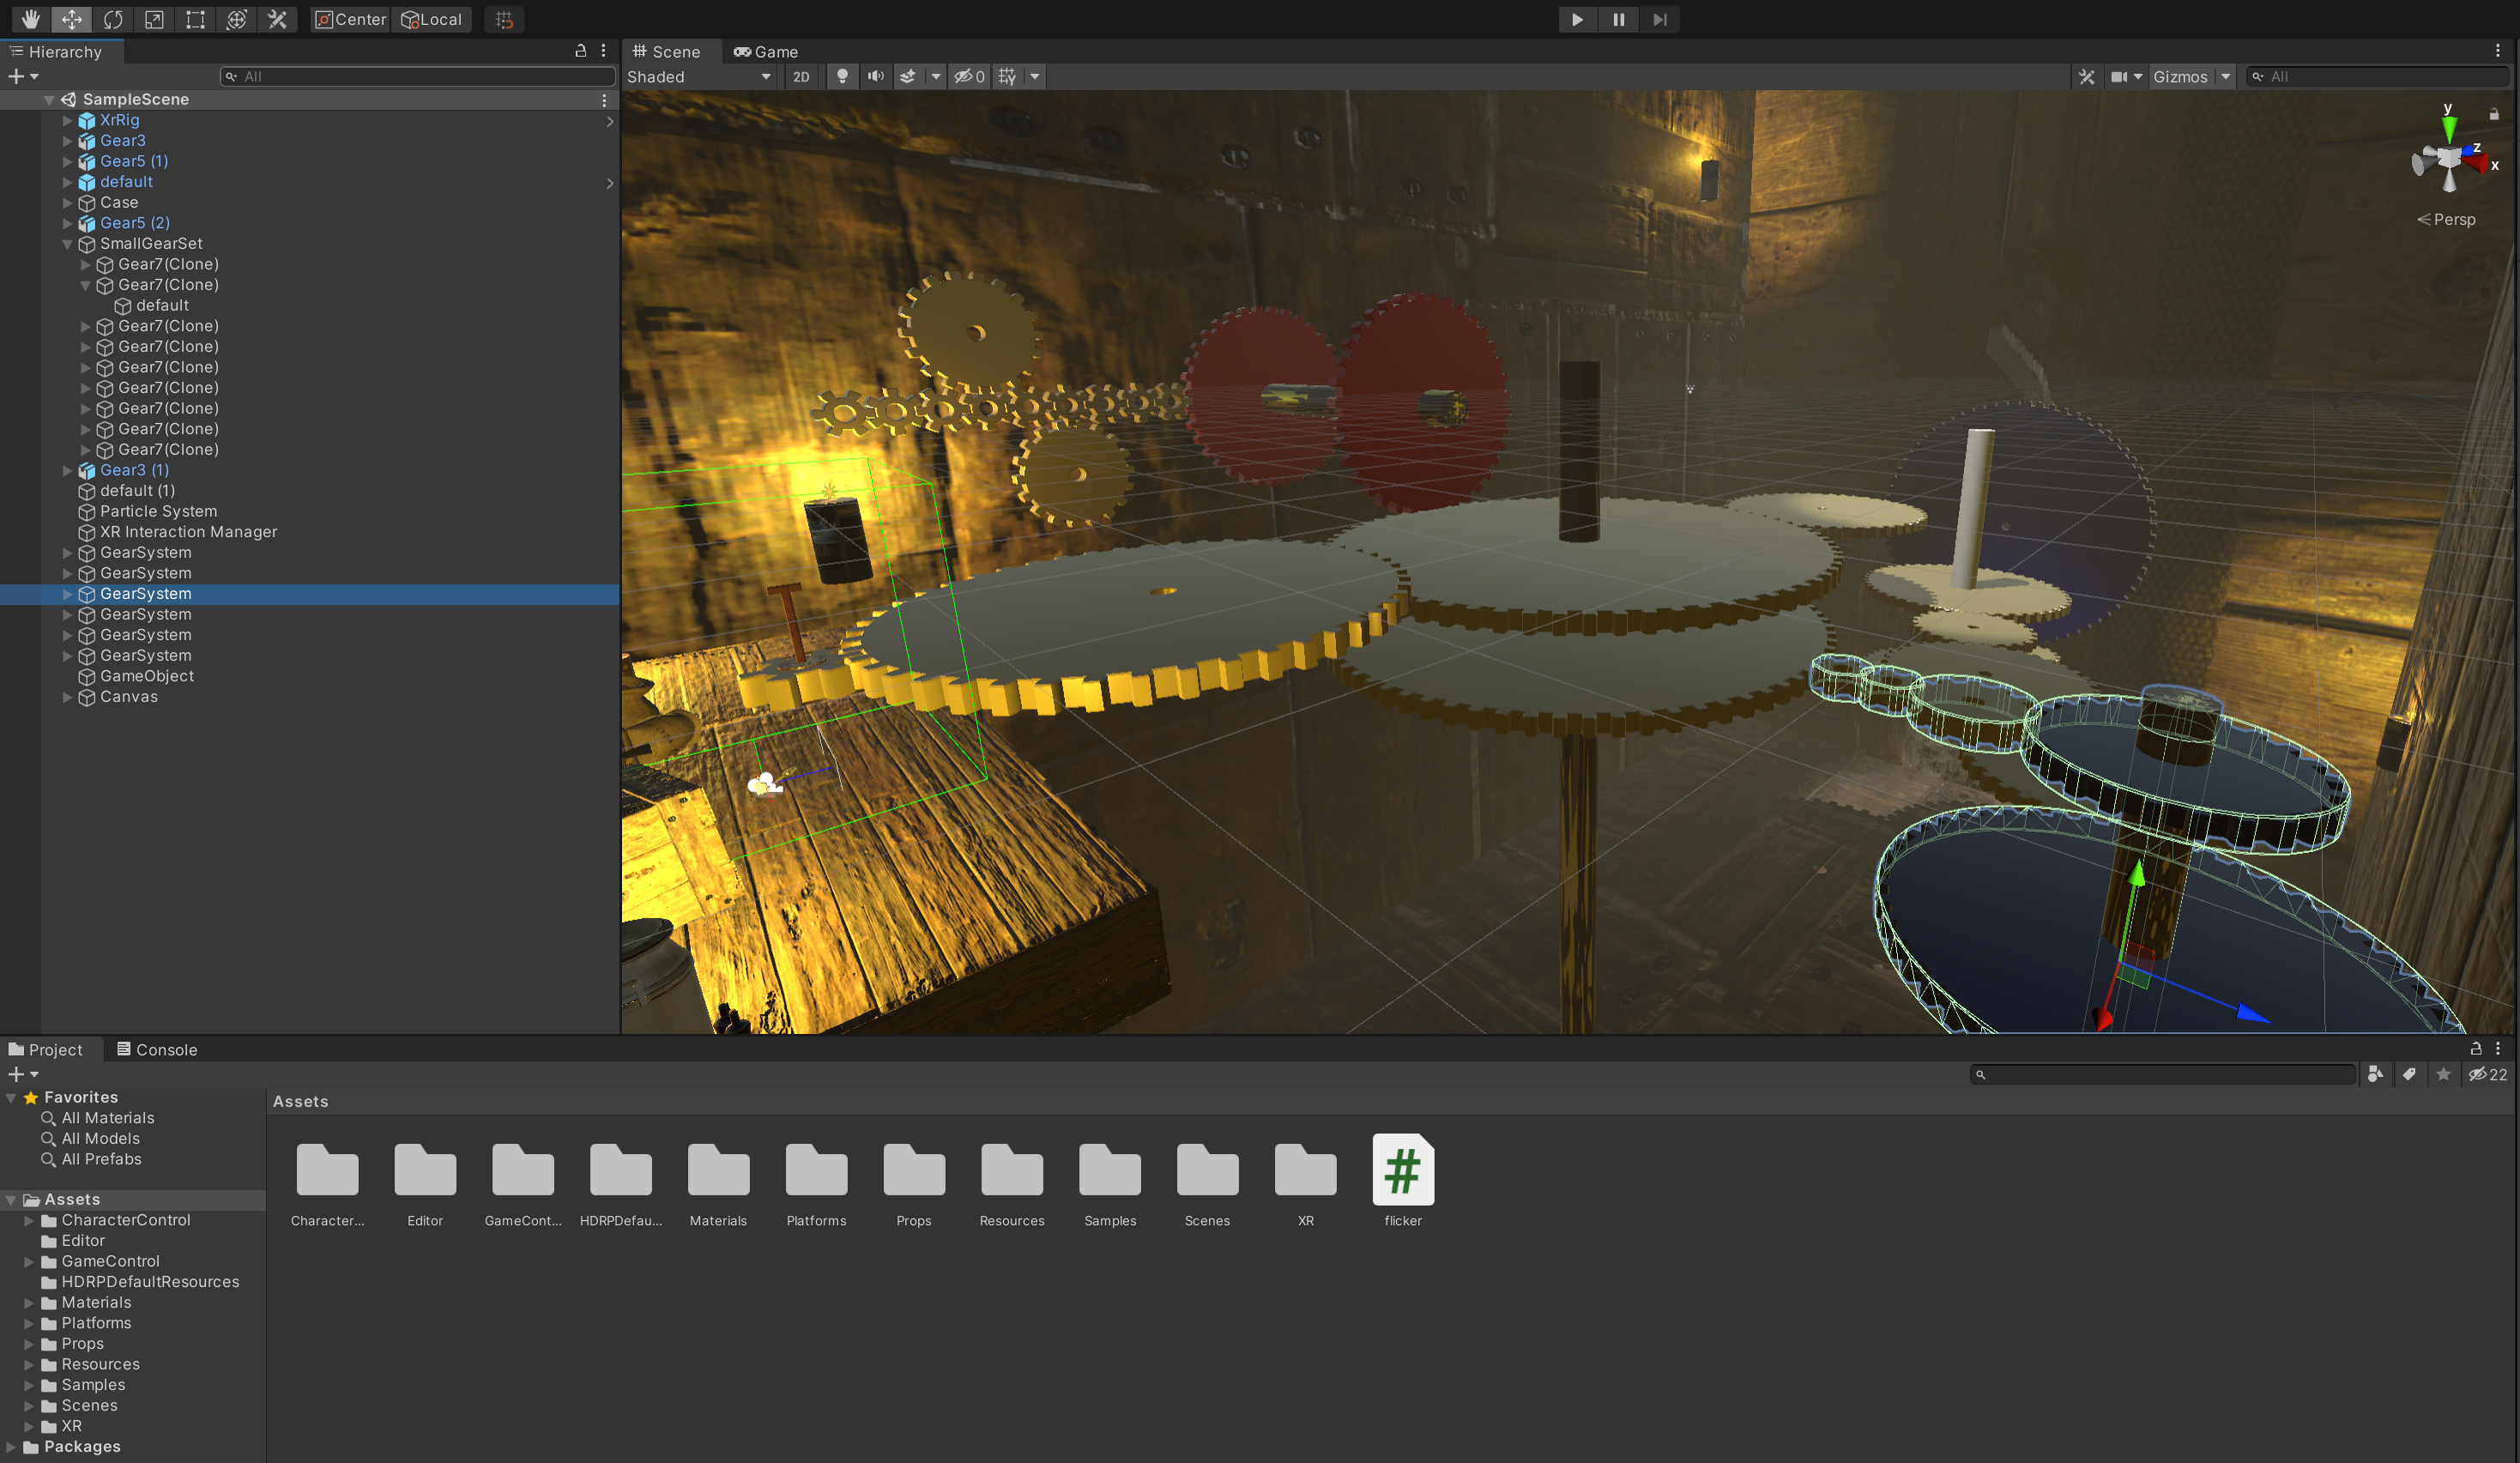 Center Local
Hierarchy
All
SampleScene
XrRig
Gear3
Gear5 (1)
default
Case
Gear5 (2)
SmallGearSet
Gear7(Clone)
Gear7(Clone)
default
Gear7(Clone)
Gear7(Clone)
Gear7(Clone)
Gear7(Clone)
Gear7(Clone)
Gear7(Clone)
Gear7(Clone)
Gear3 (1)
default (1)
Particle System
XR Interaction Manager
GearSystem
GearSystem
GearSystem
GearSystem
GearSystem
GearSystem
GameObject
Canvas
Scene Game
Shaded 2D 0 Gizmos All
y
z
x
Persp
Project Console
22
Favorites
All Materials
All Models
All Prefabs
Assets
CharacterControl
Editor
GameControl
HDRPDefaultResources
Materials
Platforms
Props
Resources
Samples
Scenes
XR
Packages
Assets
Character... Editor GameCont... HDRPDefau... Materials Platforms Props Resources Samples Scenes XR flicker